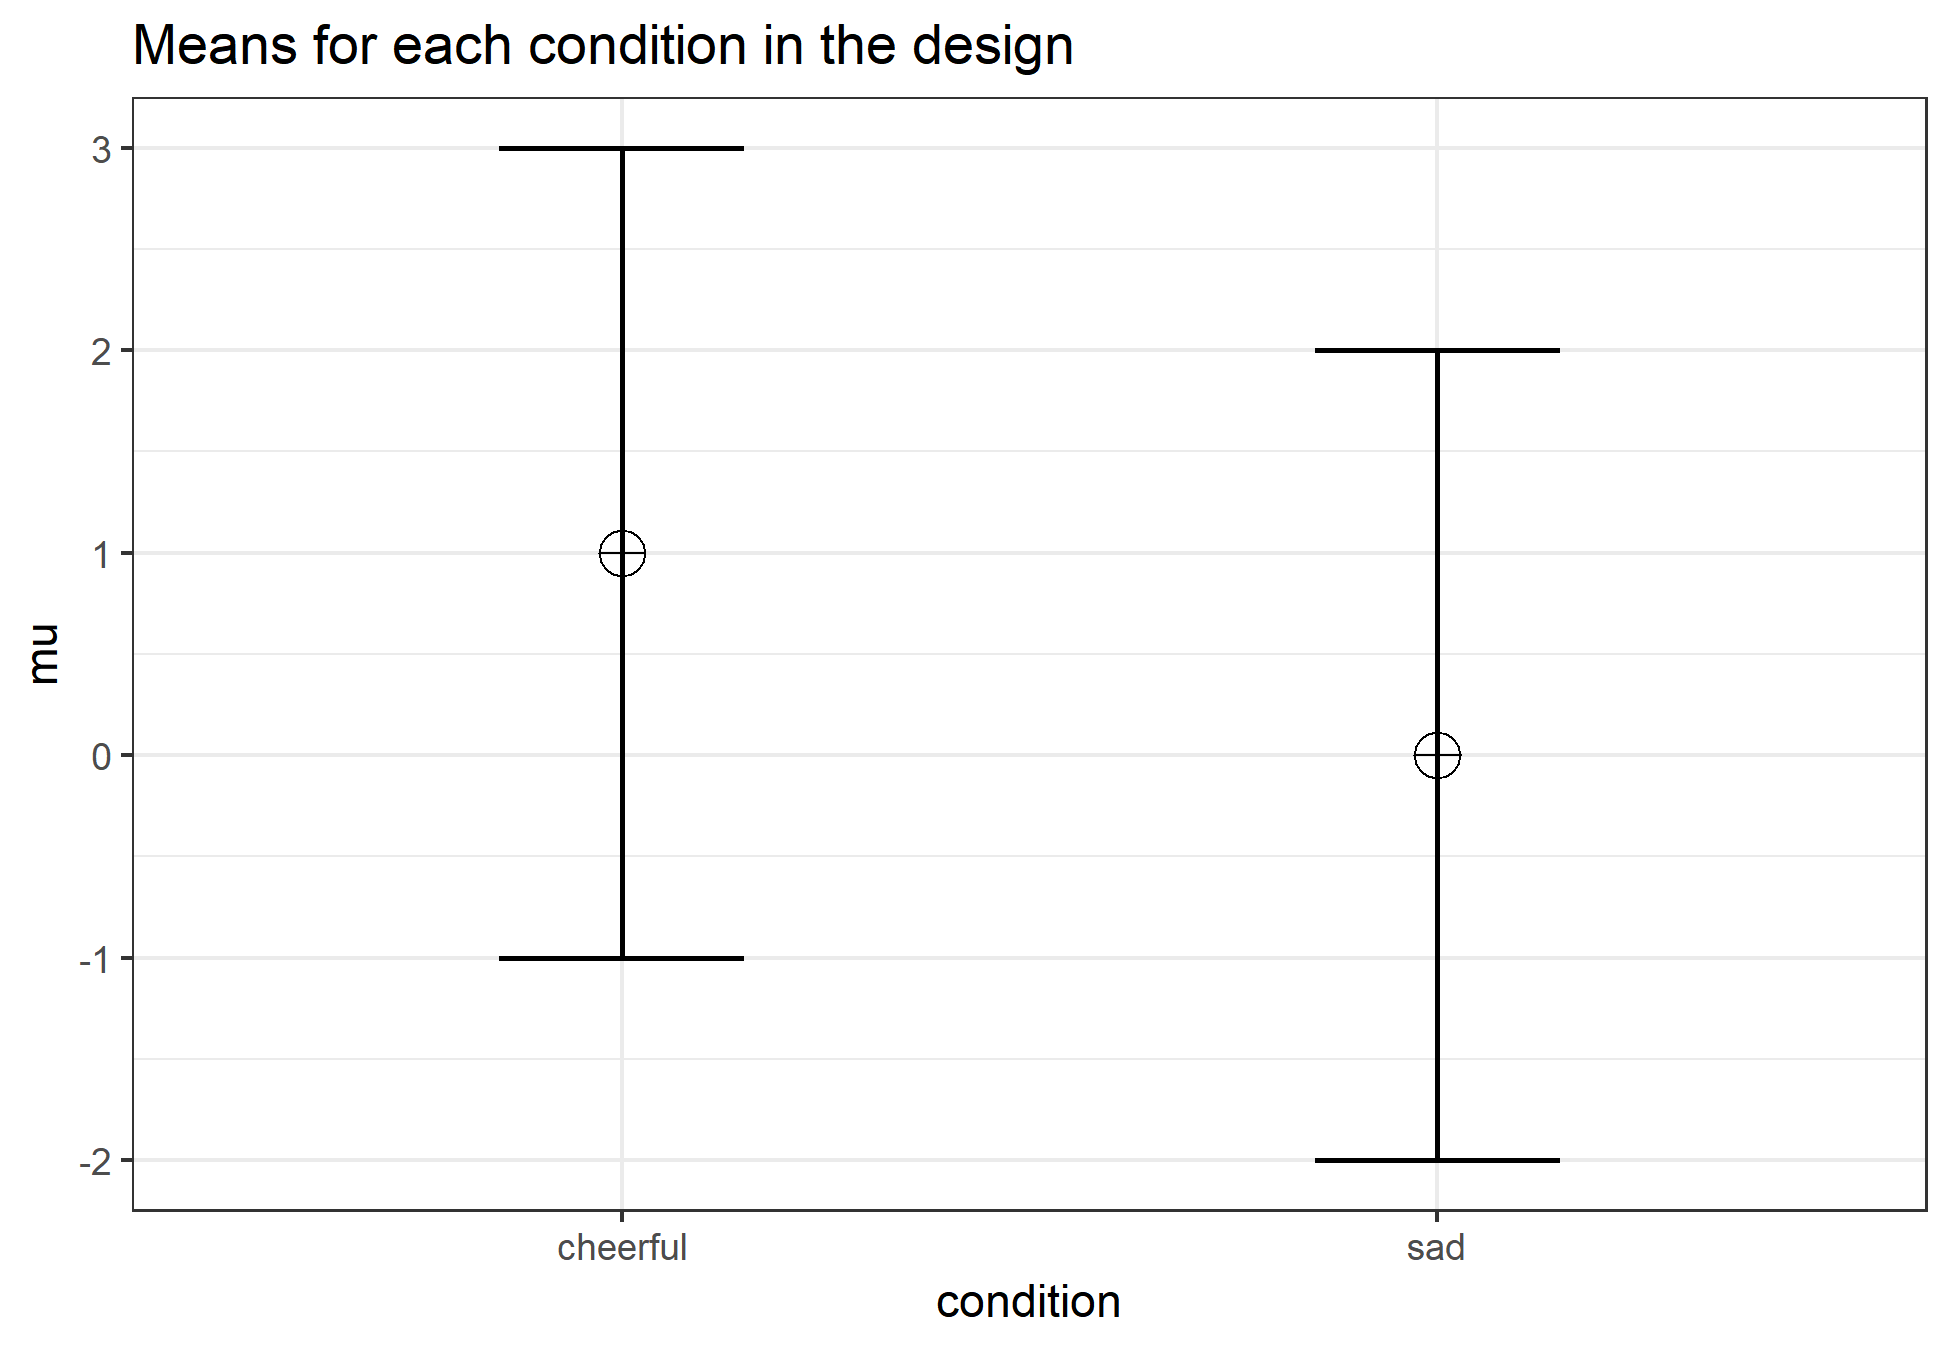 Means for each condition in the design
mu
3
2
1
0
-1
-2
cheerful
sad
condition